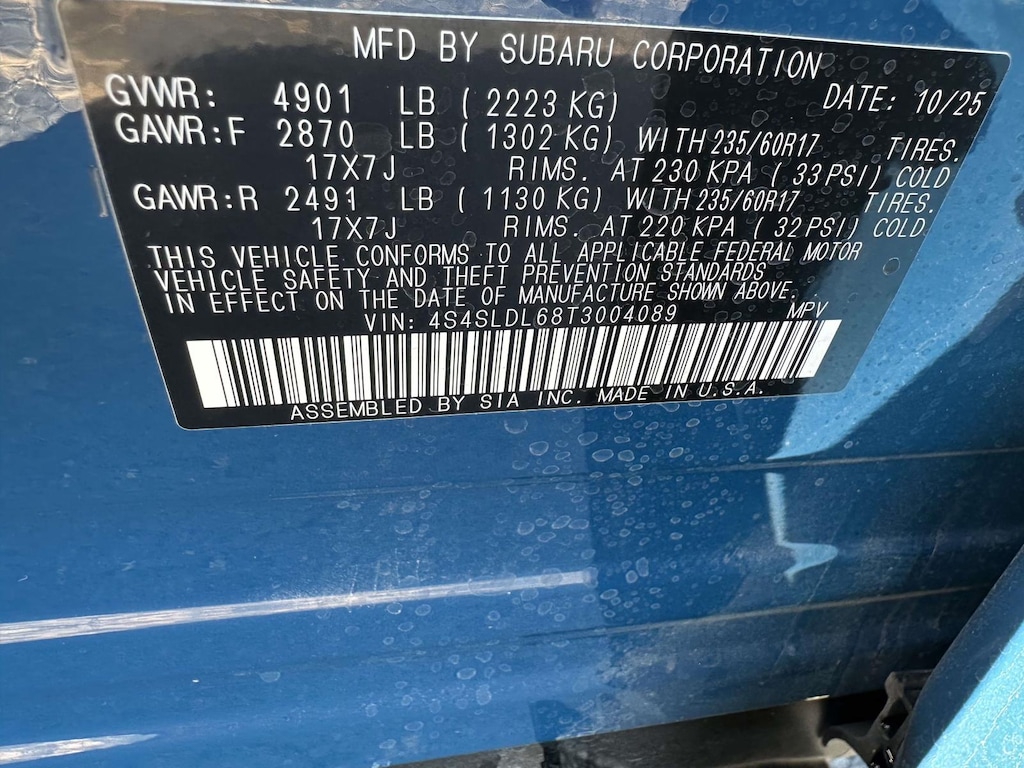 MFD BY SUBARU CORPORATION
GVWR: 4901 LB ( 2223 KG) DATE: 10/25
GAWR:F 2870 LB ( 1302 KG) WITH 235/60R17 TIRES.
17X7J RIMS. AT 230 KPA ( 33 PSI) COLD
GAWR:R 2491 LB ( 1130 KG) WITH 235/60R17 TIRES.
17X7J RIMS. AT 220 KPA ( 32 PSI) COLD.
THIS VEHICLE CONFORMS TO ALL APPLICABLE FEDERAL MOTOR
VEHICLE SAFETY AND THEFT PREVENTION STANDARDS
IN EFFECT ON THE DATE OF MANUFACTURE SHOWN ABOVE.
VIN: 4S4SLDL68T3004089 MPV
ASSEMBLED BY SIA INC. MADE IN U.S.A.